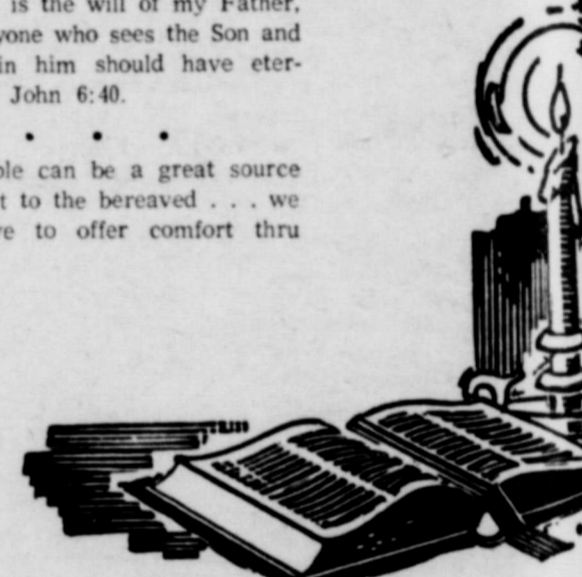 is the will of my Father,
yone who sees the Son and
in him should have eter-
John 6:40.
• • •
ble can be a great source
t to the bereaved . . . we
e to offer comfort thru